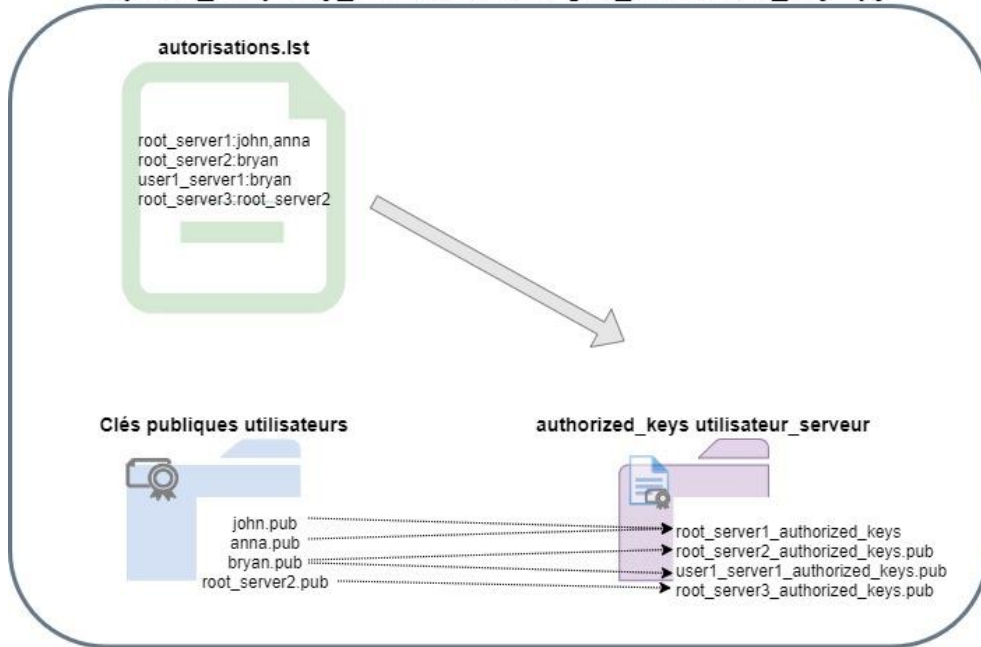 autorisations.lst
root_server1:john,anna
root_server2:bryan
user1_server1:bryan
root_server3:root_server2
Clés publiques utilisateurs
john.pub
anna.pub
bryan.pub
root_server2.pub
authorized_keys utilisateur_serveur
root_server1_authorized_keys
root_server2_authorized_keys.pub
user1_server1_authorized_keys.pub
root_server3_authorized_keys.pub